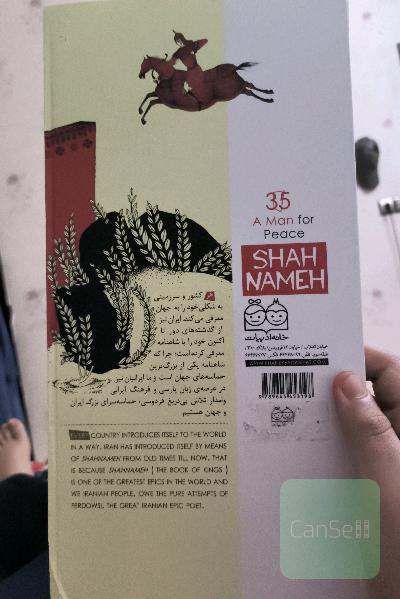 35
A Man for
Peace
SHAH
NAMEH
خانه ادبیات
هر کشور و سرزمینی
به شکلی خود را به جهان
معرفی می‌کند. ایران نیز
از گذشته‌های دور تا
اکنون خود را با شاهنامه
معرفی کرده‌است؛ چرا که
شاهنامه یکی از بزرگ‌ترین
حماسه‌های جهان است و ما ایرانیان نیز
در عرصه‌ی زبان پارسی و فرهنگ ایرانی
وامدار تلاش بی‌دریغ فردوسی؛ حماسه‌سرای بزرگ ایران
و جهان هستیم
COUNTRY INTRODUCES ITSELF TO THE WORLD
IN A WAY. IRAN HAS INTRODUCED ITSELF BY MEANS
OF SHAHNAMEH FROM OLD TIMES TILL NOW. THAT
IS BECAUSE SHAHNAMEH ( THE BOOK OF KINGS )
IS ONE OF THE GREATEST EPICS IN THE WORLD AND
WE IRANIAN PEOPLE, OWE THE PURE ATTEMPTS OF
FERDOWSI, THE GREAT IRANIAN EPIC POET.
CanSell